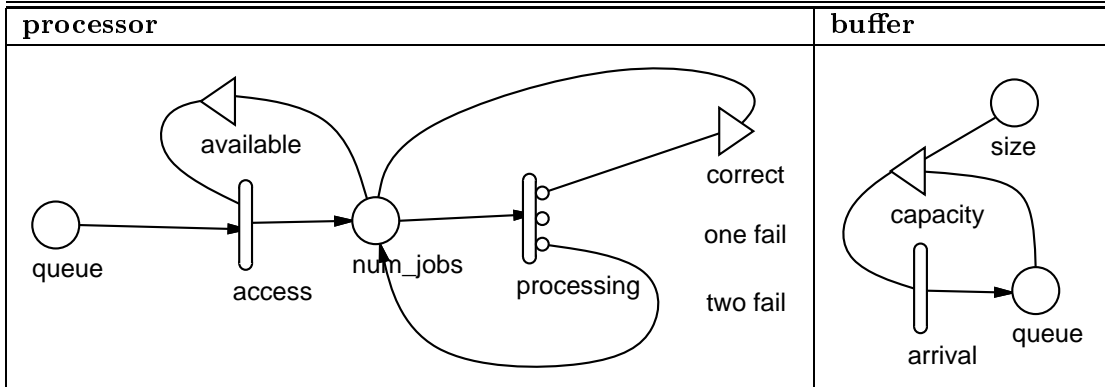 processor
available
correct
queue
access
num_jobs
processing
one fail
two fail
buffer
size
capacity
arrival
queue